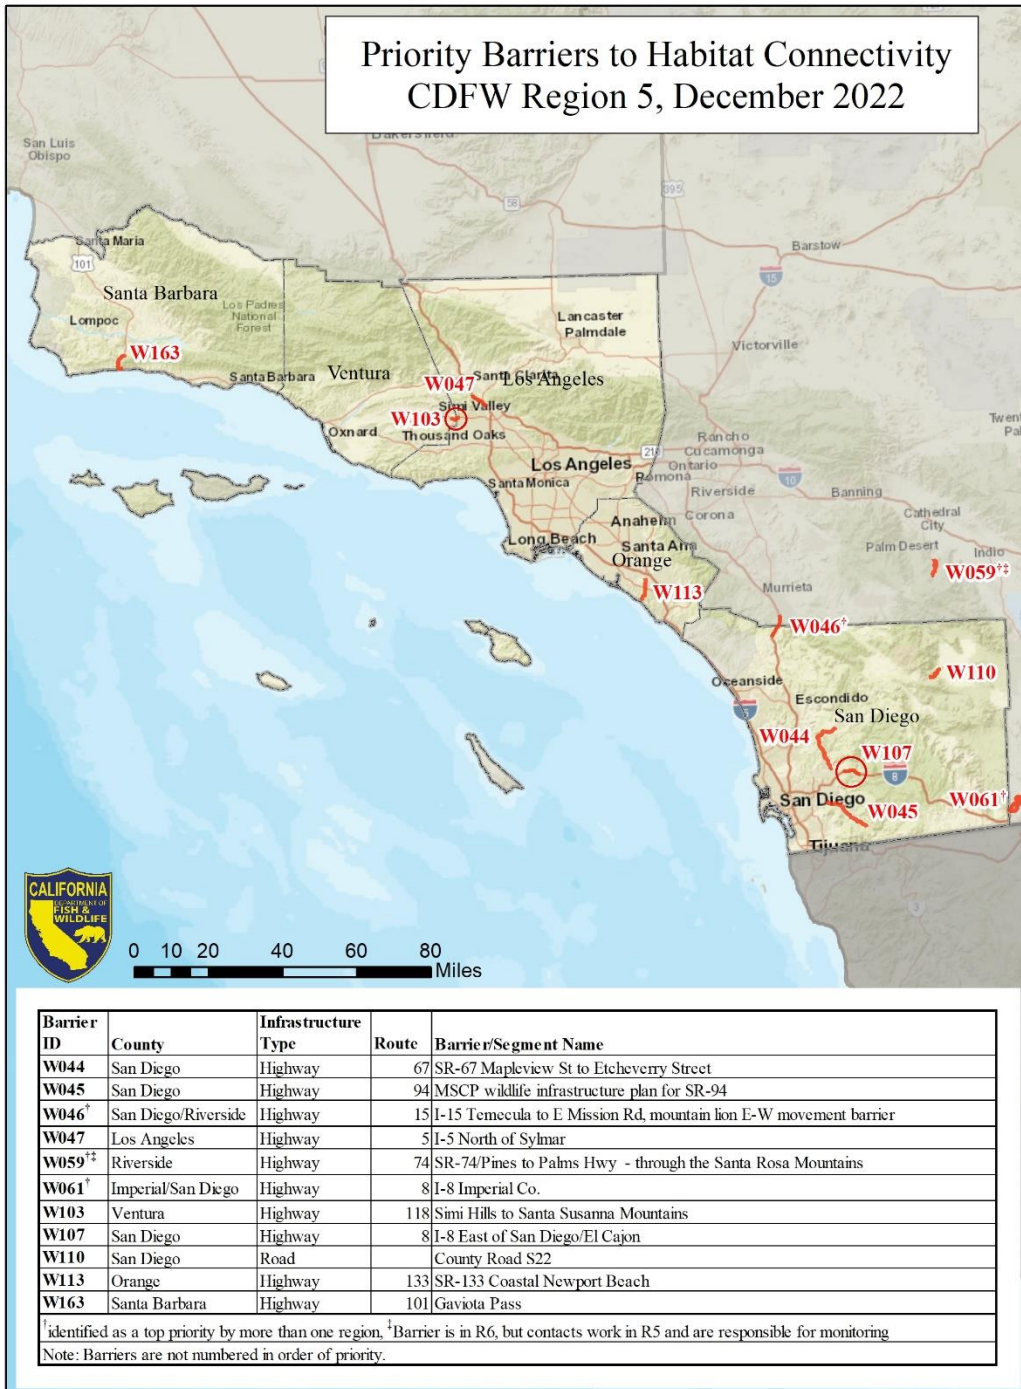 Priority Barriers to Habitat Connectivity
CDFW Region 5, December 2022
San Luis
Obispo
58
395
Barstow
15
Santa Maria
101
Santa Barbara
Los Padres
National
Forest
Lompoc
W163
Santa Barbara
Ventura
Lancaster
Palmdale
Victorville
W047
Santa Clarita
Los Angeles
Simi Valley
W103
Oxnard
Thousand Oaks
Los Angeles
Santa Monica
210
Rancho
Cucamonga
Ontario
Pomona
10
Riverside
Banning
Corona
Anaheim
Cathedral
City
Long Beach
Santa Ana
Orange
Palm Desert
Indio
W059†‡
W113
Murrieta
W046†
W110
Oceanside
Escondido
5
San Diego
W044
W107
8
San Diego
W045
W061†
Tijuana
3
CALIFORNIA
DEPARTMENT OF
FISH &
WILDLIFE
0 10 20 40 60 80
Miles
Barrier ID County Infrastructure Type Route Barrier/Segment Name
W044 San Diego Highway 67 SR-67 Mapleview St to Etcheverry Street
W045 San Diego Highway 94 MSCP wildlife infrastructure plan for SR-94
W046† San Diego/Riverside Highway 15 I-15 Temecula to E Mission Rd, mountain lion E-W movement barrier
W047 Los Angeles Highway 5 I-5 North of Sylmar
W059†‡ Riverside Highway 74 SR-74/Pines to Palms Hwy - through the Santa Rosa Mountains
W061† Imperial/San Diego Highway 8 I-8 Imperial Co.
W103 Ventura Highway 118 Simi Hills to Santa Susanna Mountains
W107 San Diego Highway 8 I-8 East of San Diego/El Cajon
W110 San Diego Road County Road S22
W113 Orange Highway 133 SR-133 Coastal Newport Beach
W163 Santa Barbara Highway 101 Gaviota Pass
†identified as a top priority by more than one region, ‡Barrier is in R6, but contacts work in R5 and are responsible for monitoring
Note: Barriers are not numbered in order of priority.